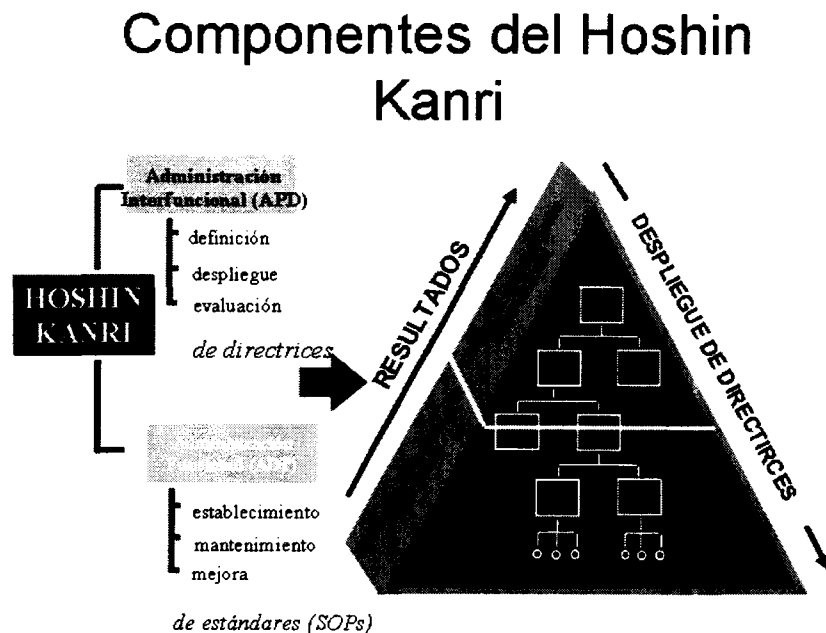 Componentes del Hoshin
Kanri
Administración
Interfuncional (APD)
definición
despliegue
evaluación
de directrices
HOSHIN
KANRI
establecimiento
mantenimiento
mejora
de estándares (SOPs)
RESULTADOS
DESPLIEGUE DE DIRECTIRCES